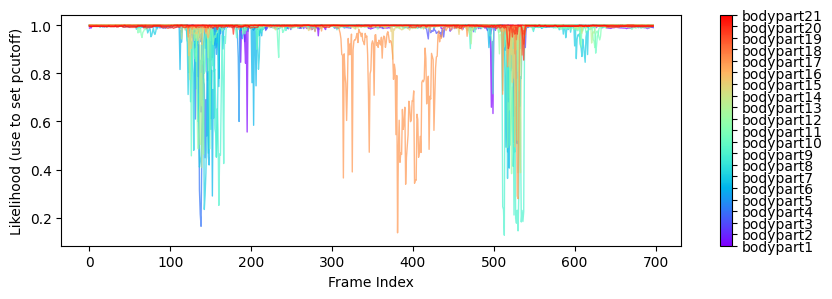 Likelihood (use to set pcutoff)
1.0
0.8
0.6
0.4
0.2
0
100
200
300
400
500
600
700
Frame Index
bodypart21
bodypart20
bodypart19
bodypart18
bodypart17
bodypart16
bodypart15
bodypart14
bodypart13
bodypart12
bodypart11
bodypart10
bodypart9
bodypart8
bodypart7
bodypart6
bodypart5
bodypart4
bodypart3
bodypart2
bodypart1